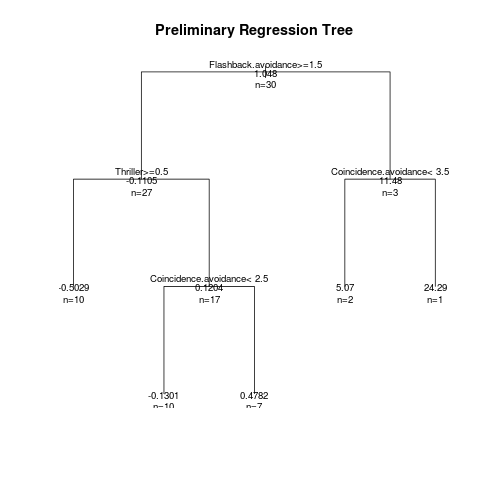 Preliminary Regression Tree
Flashback.avoidance>=1.5
1.048
n=30
Thriller>=0.5
-0.1105
n=27
Coincidence.avoidance< 3.5
11.48
n=3
-0.5029
n=10
Coincidence.avoidance< 2.5
0.1204
n=17
5.07
n=2
24.29
n=1
-0.1301
n=10
0.4782
n=7